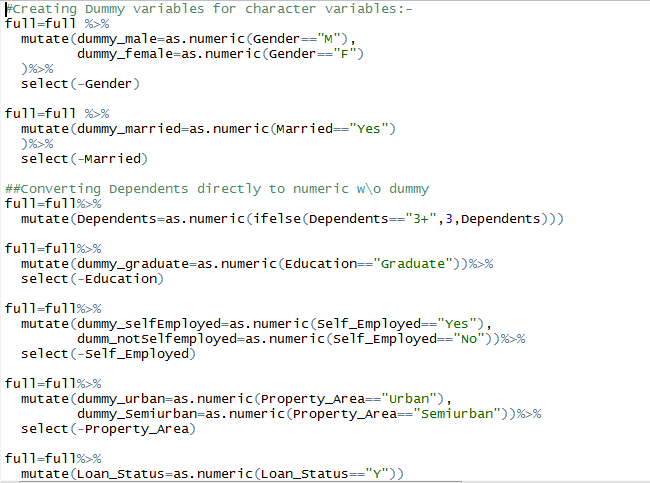 #Creating Dummy variables for character variables:-
full=full %>%
  mutate(dummy_male=as.numeric(Gender=="M"),
         dummy_female=as.numeric(Gender=="F")
  )%>%
  select(-Gender)

full=full %>%
  mutate(dummy_married=as.numeric(Married=="Yes")
  )%>%
  select(-Married)

##Converting Dependents directly to numeric w\o dummy
full=full%>%
  mutate(Dependents=as.numeric(ifelse(Dependents=="3+",3,Dependents)))

full=full%>%
  mutate(dummy_graduate=as.numeric(Education=="Graduate"))%>%
  select(-Education)

full=full%>%
  mutate(dummy_selfEmployed=as.numeric(Self_Employed=="Yes"),
         dumm_notSelfemployed=as.numeric(Self_Employed=="No"))%>%
  select(-Self_Employed)

full=full%>%
  mutate(dummy_urban=as.numeric(Property_Area=="Urban"),
         dummy_Semiurban=as.numeric(Property_Area=="Semiurban"))%>%
  select(-Property_Area)

full=full%>%
  mutate(Loan_Status=as.numeric(Loan_Status=="Y"))